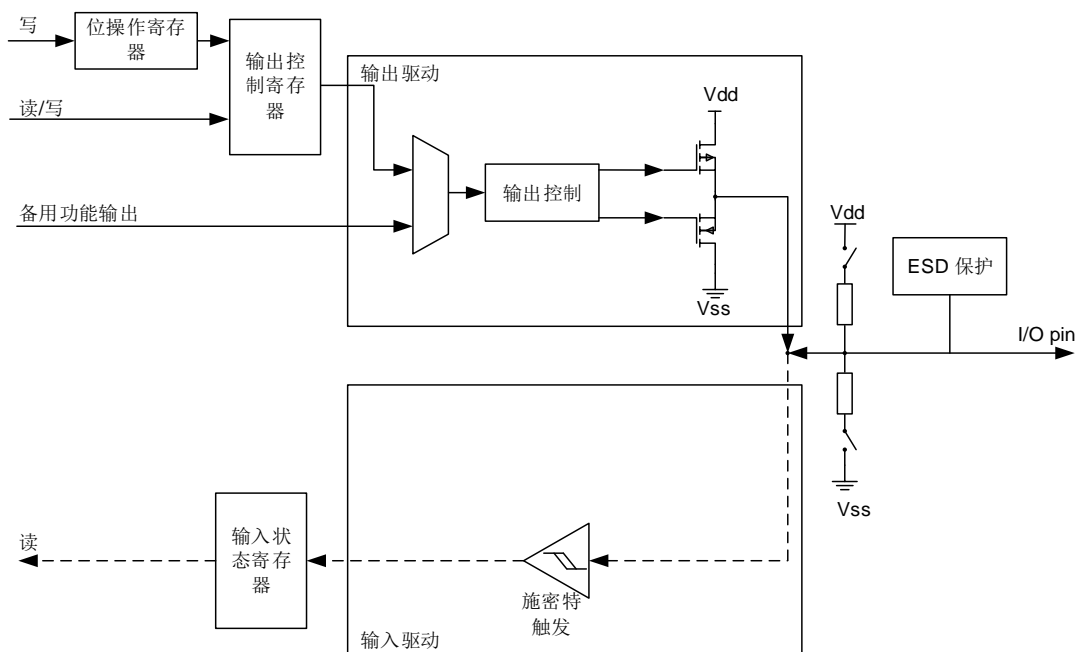 写
位操作寄存
器
输出控
制寄存
器
读/写
备用功能输出
输出驱动
输出控制
Vdd
Vss
Vdd
ESD 保护
I/O pin
Vss
读
输入状
态寄存
器
施密特
触发
输入驱动